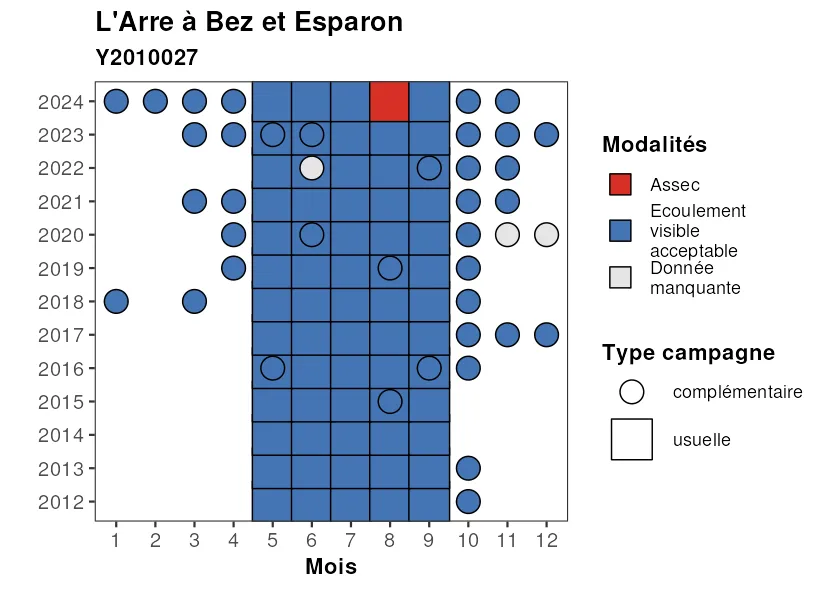 L'Arre à Bez et Esparon
Y2010027
2024
2023
2022
2021
2020
2019
2018
2017
2016
2015
2014
2013
2012
1 2 3 4 5 6 7 8 9 10 11 12
Mois
Modalités
Assec
Ecoulement
visible
acceptable
Donnée
manquante
Type campagne
complémentaire
usuelle